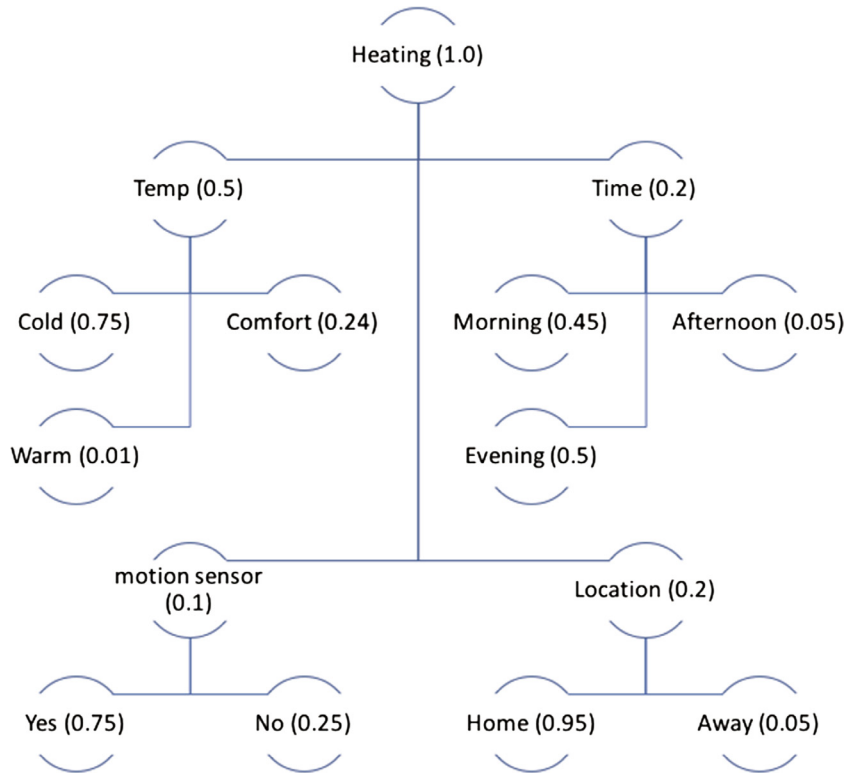 Heating (1.0)
Temp (0.5)
Time (0.2)
Cold (0.75)
Comfort (0.24)
Morning (0.45)
Afternoon (0.05)
Warm (0.01)
Evening (0.5)
motion sensor
(0.1)
Location (0.2)
Yes (0.75)
No (0.25)
Home (0.95)
Away (0.05)